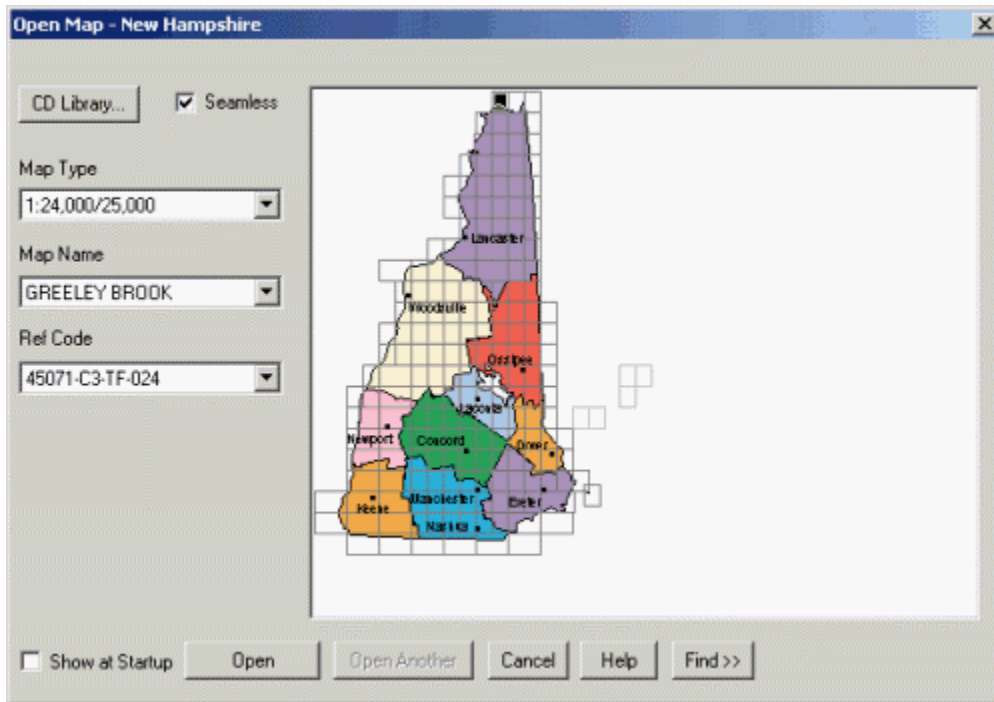 Open Map - New Hampshire
CD Library...
Seamless
Map Type
1:24,000/25,000
Map Name
GREELEY BROOK
Ref Code
45071-C3-TF-024
Lancaster
Woodsville
Ossipee
Laconia
Newport
Concord
Dover
Keene
Manchester
Exeter
Nashua
Show at Startup
Open
Open Another
Cancel
Help
Find >>